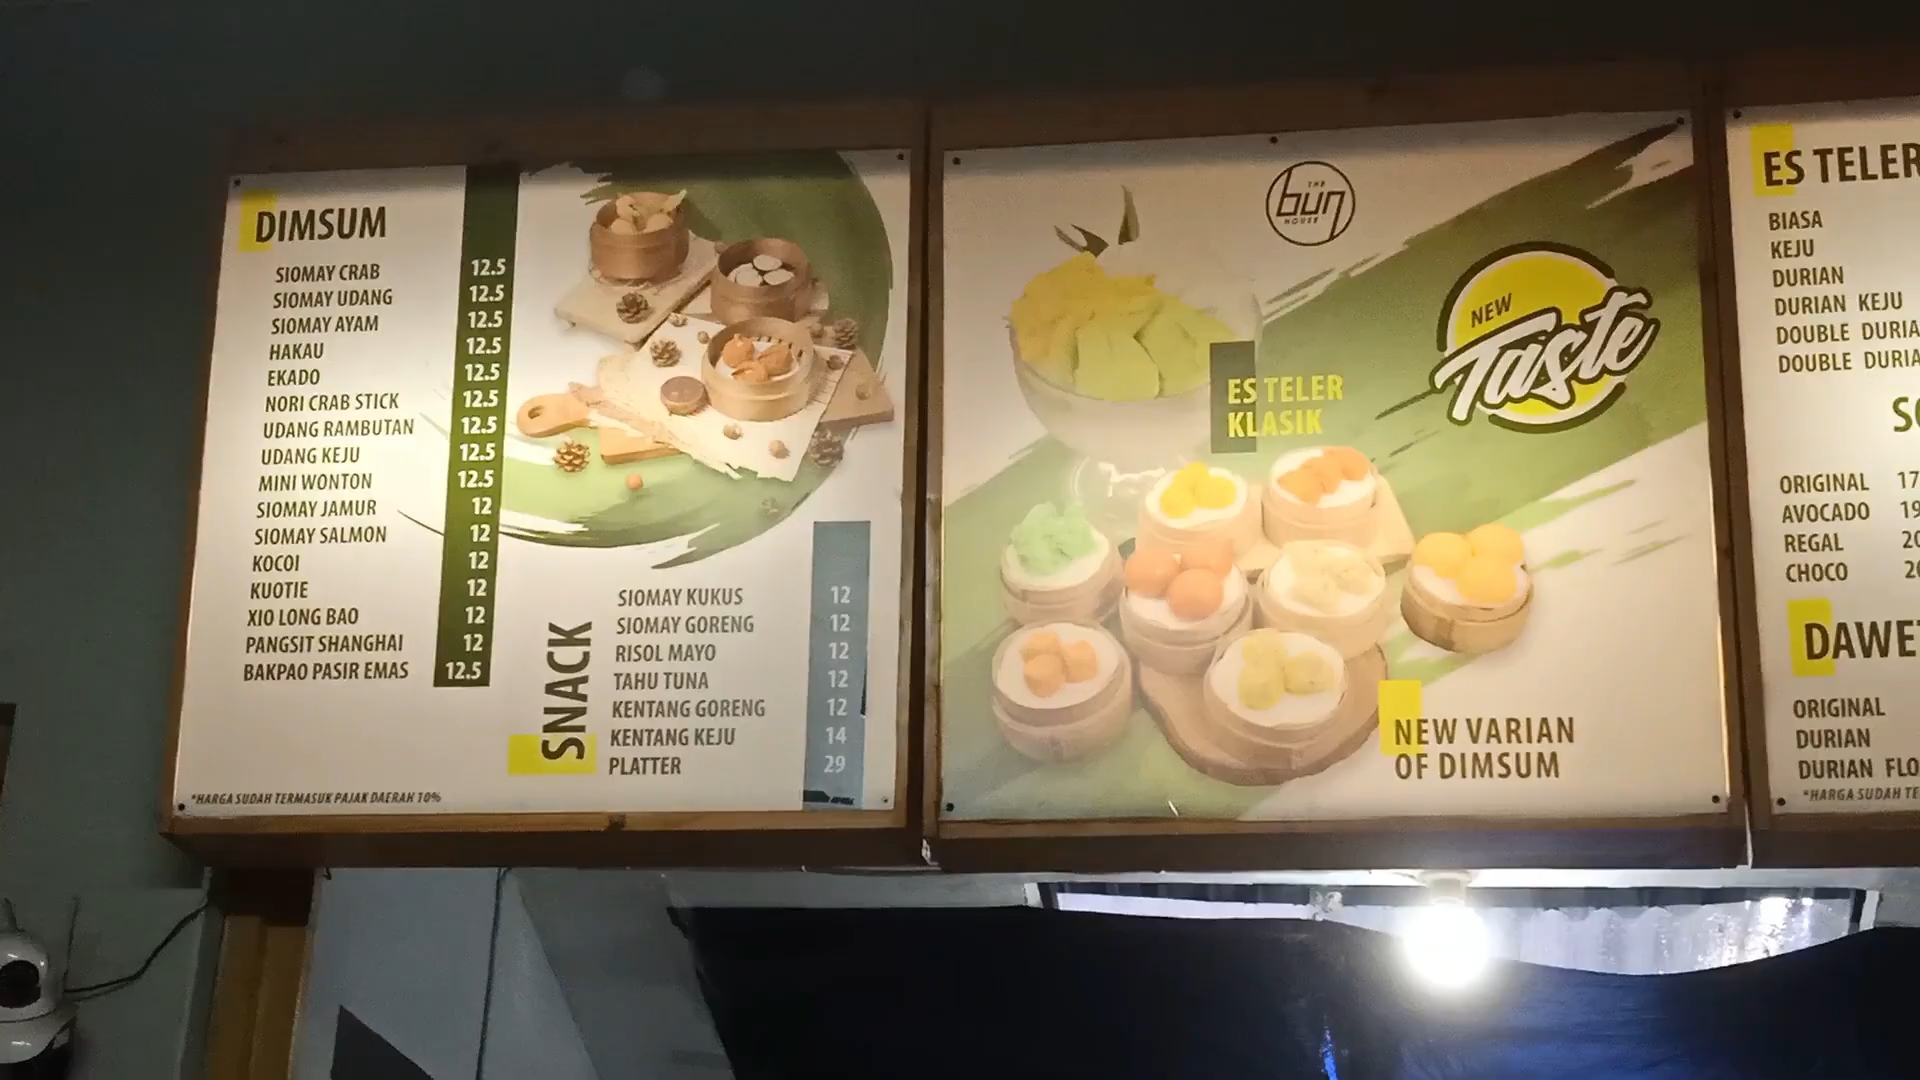 DIMSUM
SIOMAY CRAB 12.5
SIOMAY UDANG 12.5
SIOMAY AYAM 12.5
HAKAU 12.5
EKADO 12.5
NORI CRAB STICK 12.5
UDANG RAMBUTAN 12.5
UDANG KEJU 12.5
MINI WONTON 12.5
SIOMAY JAMUR 12
SIOMAY SALMON 12
KOCOI 12
KUOTIE 12
XIO LONG BAO 12
PANGSIT SHANGHAI 12
BAKPAO PASIR EMAS 12.5
SNACK
SIOMAY KUKUS 12
SIOMAY GORENG 12
RISOL MAYO 12
TAHU TUNA 12
KENTANG GORENG 12
KENTANG KEJU 14
PLATTER 29
*HARGA SUDAH TERMASUK PAJAK DAERAH 10%
THE
bun
HOUSE
NEW
Taste
ES TELER
KLASIK
NEW VARIAN
OF DIMSUM
ES TELER
BIASA
KEJU
DURIAN
DURIAN KEJU
DOUBLE DURIA
DOUBLE DURIA
ORIGINAL 17
AVOCADO 19
REGAL 20
CHOCO
DAWE
ORIGINAL
DURIAN
DURIAN FLO
*HARGA SUDAH TE